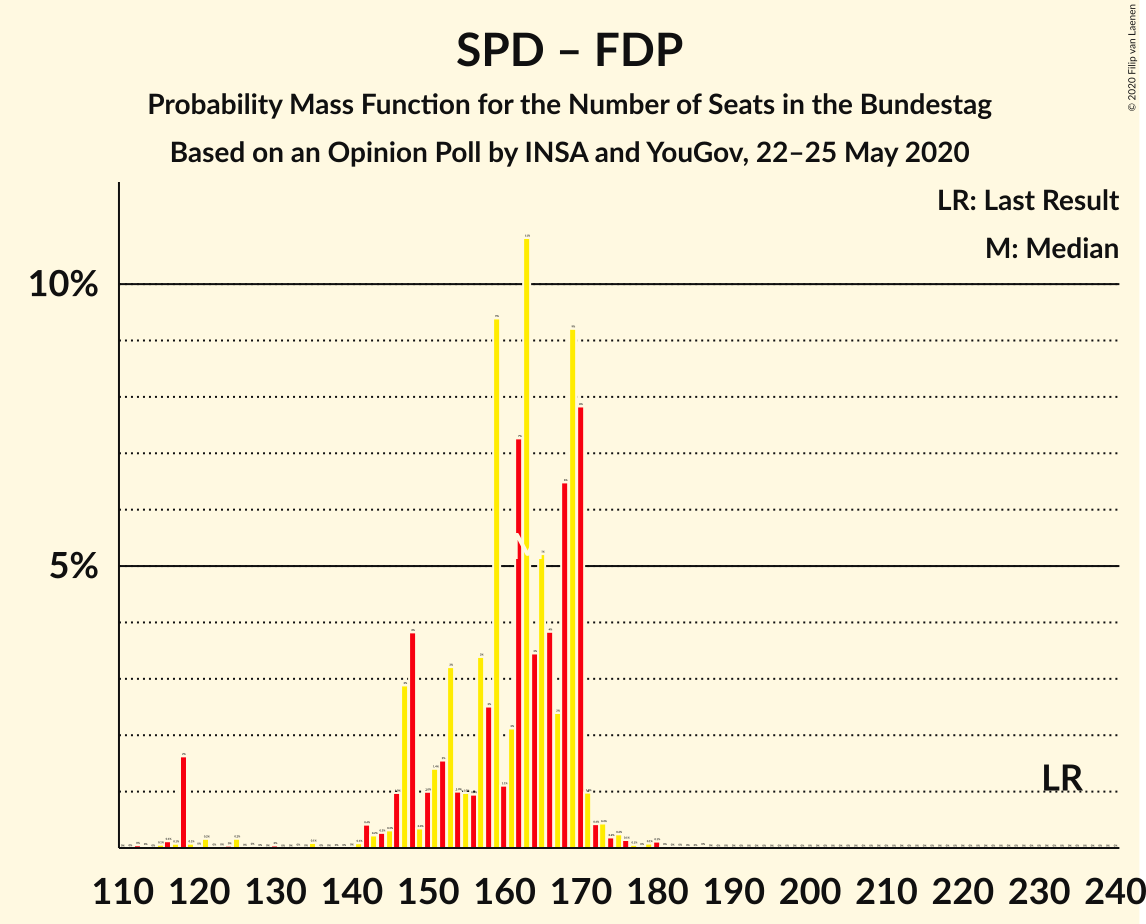 SPD – FDP
Probability Mass Function for the Number of Seats in the Bundestag
Based on an Opinion Poll by INSA and YouGov, 22–25 May 2020
© 2020 Filip van Laenen
LR: Last Result
M: Median
10%
5%
LR
110 120 130 140 150 160 170 180 190 200 210 220 230 240